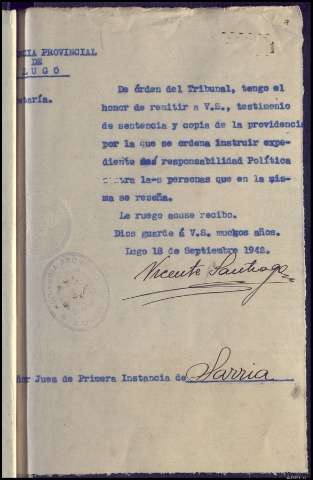 NCIA PROVINCIAL
DE
LUGO
etaría.
1
De órden del Tribunal, tengo el
honor de remitir a V.S., testimonio
de sentencia y copia de la providencia
por la que se ordena instruir expe-
diente responsabilidad Política
contra las personas que en la mis-
ma se reseña.
Le ruego acuse recibo.
Dios guarde á V.S. muchos años.
Lugo 18 de Septiembre 1942.
Vicente Santiago
ñor Juez de Primera Instancia de Sarria